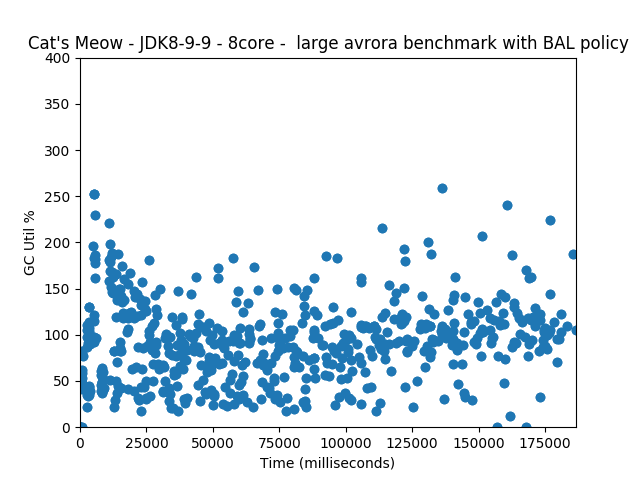 Cat's Meow - JDK8-9-9 - 8core -  large avrora benchmark with BAL policy
400
350
300
250
200
150
100
50
0
GC Util %
0 25000 50000 75000 100000 125000 150000 175000
Time (milliseconds)